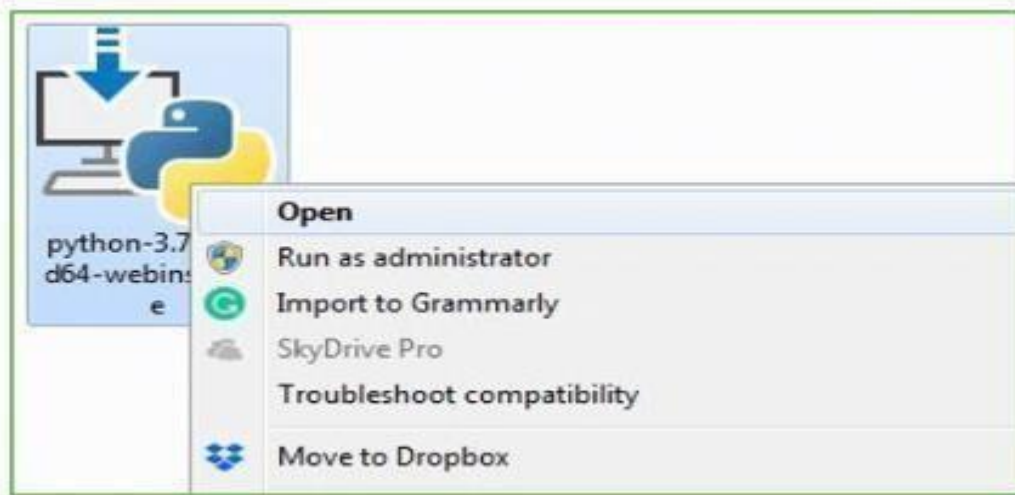 python-3.7
d64-webins
e
Open
Run as administrator
Import to Grammarly
SkyDrive Pro
Troubleshoot compatibility
Move to Dropbox